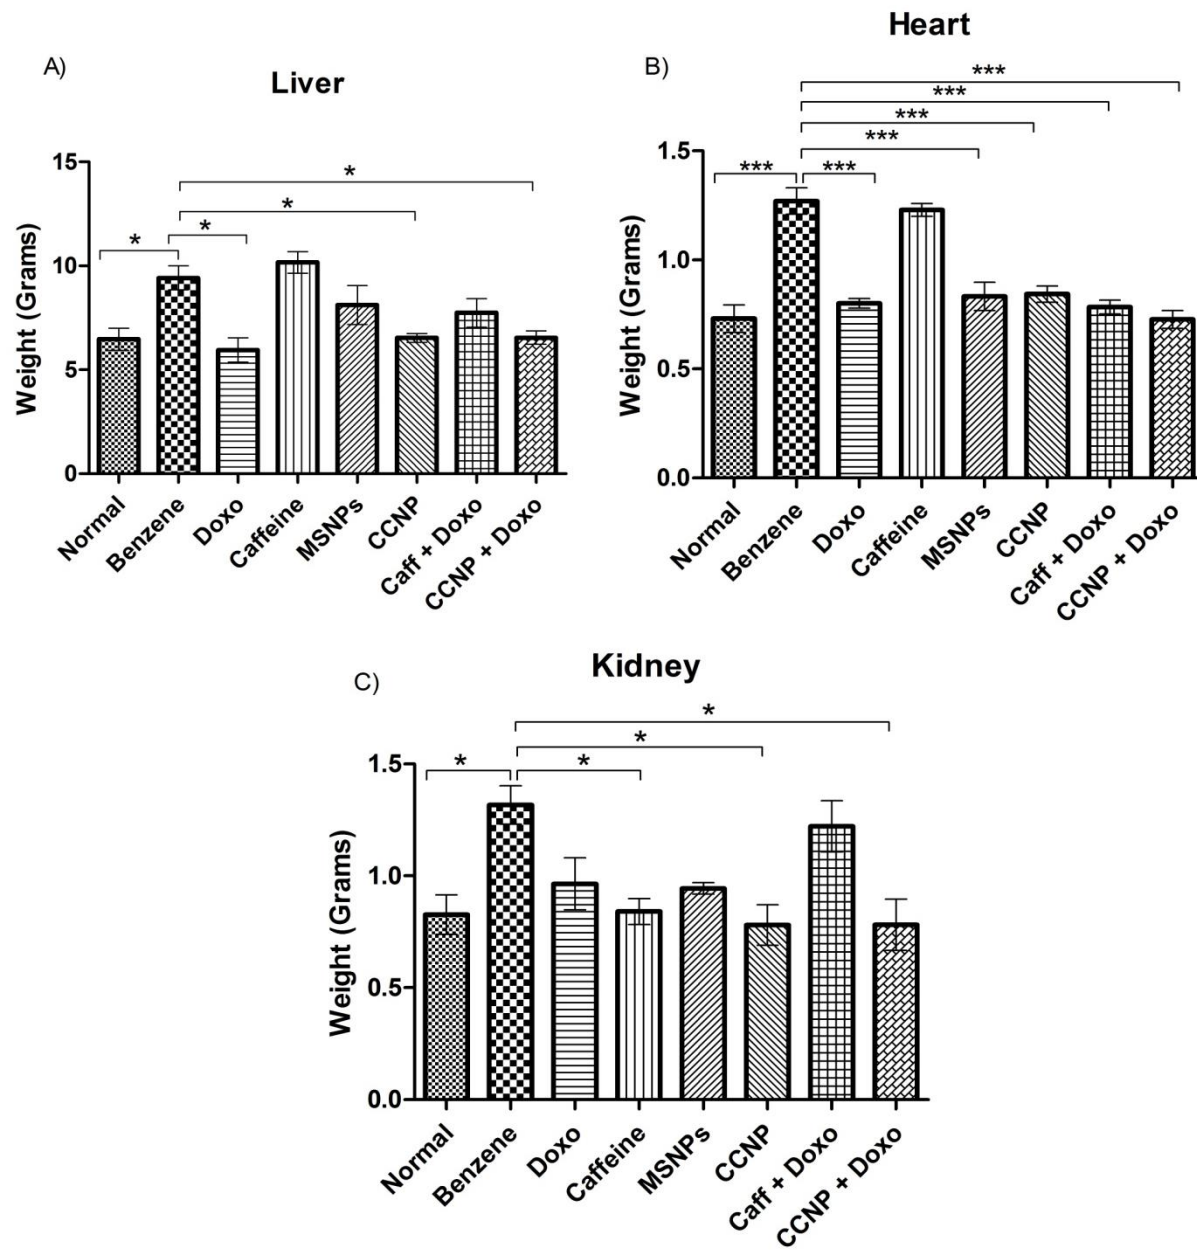 A)
Liver
Weight (Grams)
15
10
5
0
*
*
*
*
Normal
Benzene
Doxo
Caffeine
MSNPs
CCNP
Caff + Doxo
CCNP + Doxo
B)
Heart
Weight (Grams)
1.5
1.0
0.5
0.0
***
***
***
***
***
***
Normal
Benzene
Doxo
Caffeine
MSNPs
CCNP
Caff + Doxo
CCNP + Doxo
C)
Kidney
Weight (Grams)
1.5
1.0
0.5
0.0
*
*
*
*
Normal
Benzene
Doxo
Caffeine
MSNPs
CCNP
Caff + Doxo
CCNP + Doxo